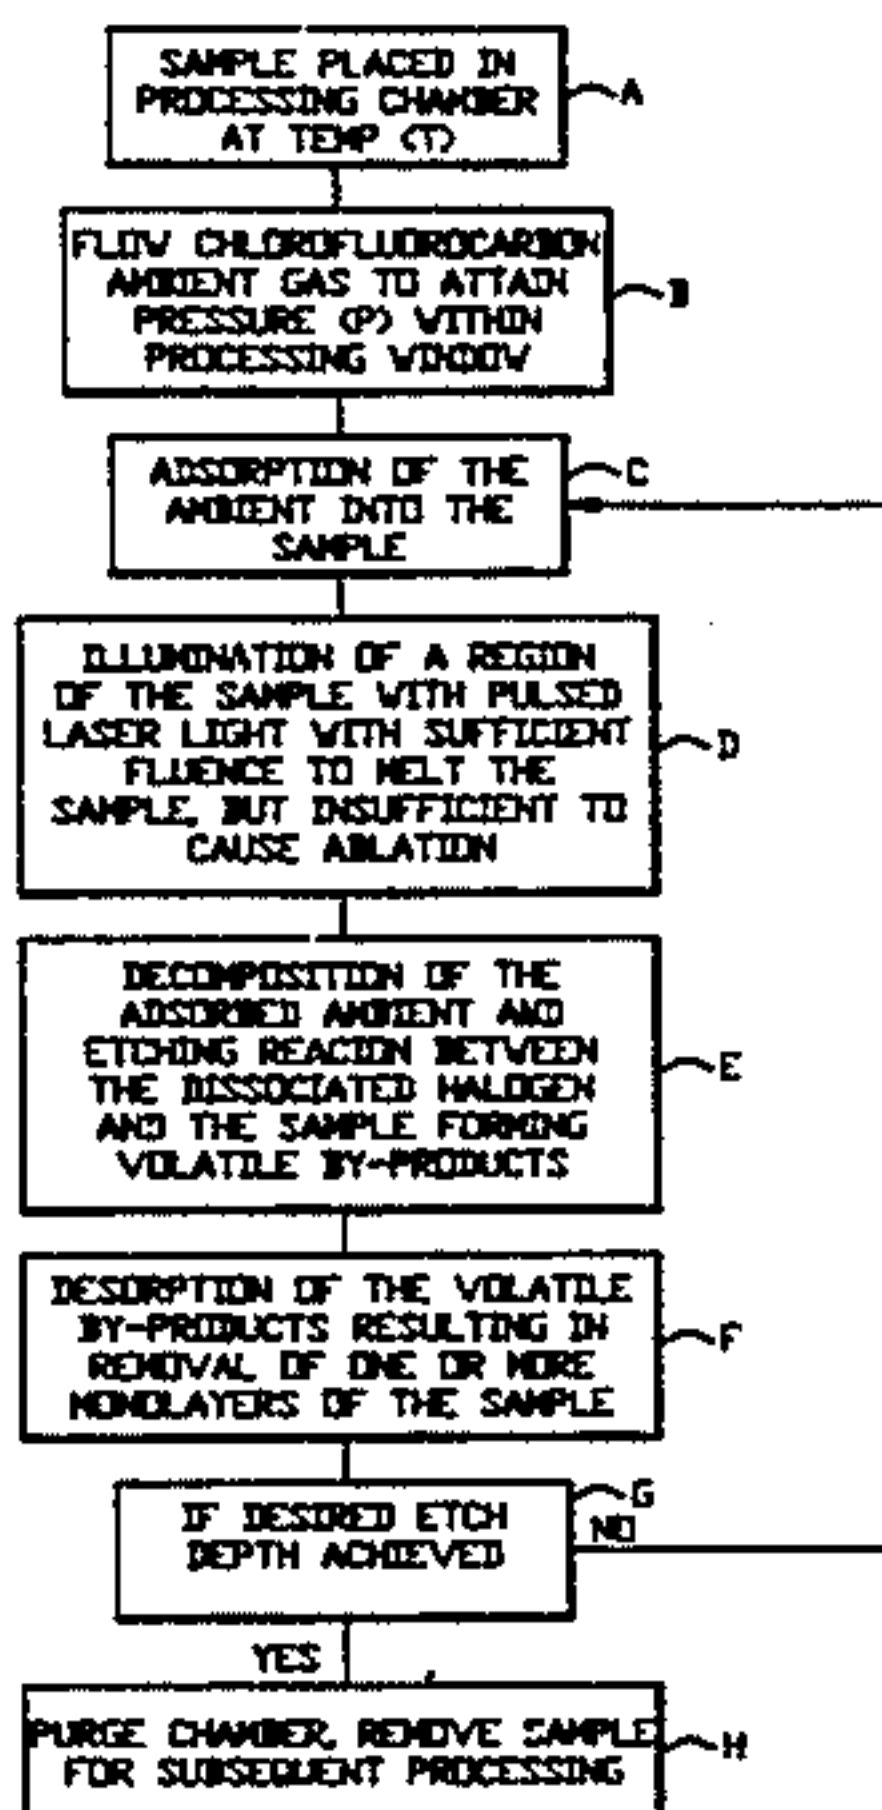 SAMPLE PLACED IN
PROCESSING CHAMBER
AT TEMP (T)
A
FLOW CHLOROFLUOROCARBON
AMBIENT GAS TO ATTAIN
PRESSURE (P) WITHIN
PROCESSING WINDOW
B
ADSORPTION OF THE
AMBIENT INTO THE
SAMPLE
C
ILLUMINATION OF A REGION
OF THE SAMPLE WITH PULSED
LASER LIGHT WITH SUFFICIENT
FLUENCE TO MELT THE
SAMPLE, BUT INSUFFICIENT TO
CAUSE ABLATION
D
DECOMPOSITION OF THE
ADSORBED AMBIENT AND
ETCHING REACION BETWEEN
THE DISSOCIATED HALOGEN
AND THE SAMPLE FORMING
VOLATILE BY-PRODUCTS
E
DESORPTION OF THE VOLATILE
BY-PRODUCTS RESULTING IN
REMOVAL OF ONE OR MORE
MONOLAYERS OF THE SAMPLE
F
IF DESIRED ETCH
DEPTH ACHIEVED
G
NO
YES
PURGE CHAMBER, REMOVE SAMPLE
FOR SUBSEQUENT PROCESSING
H